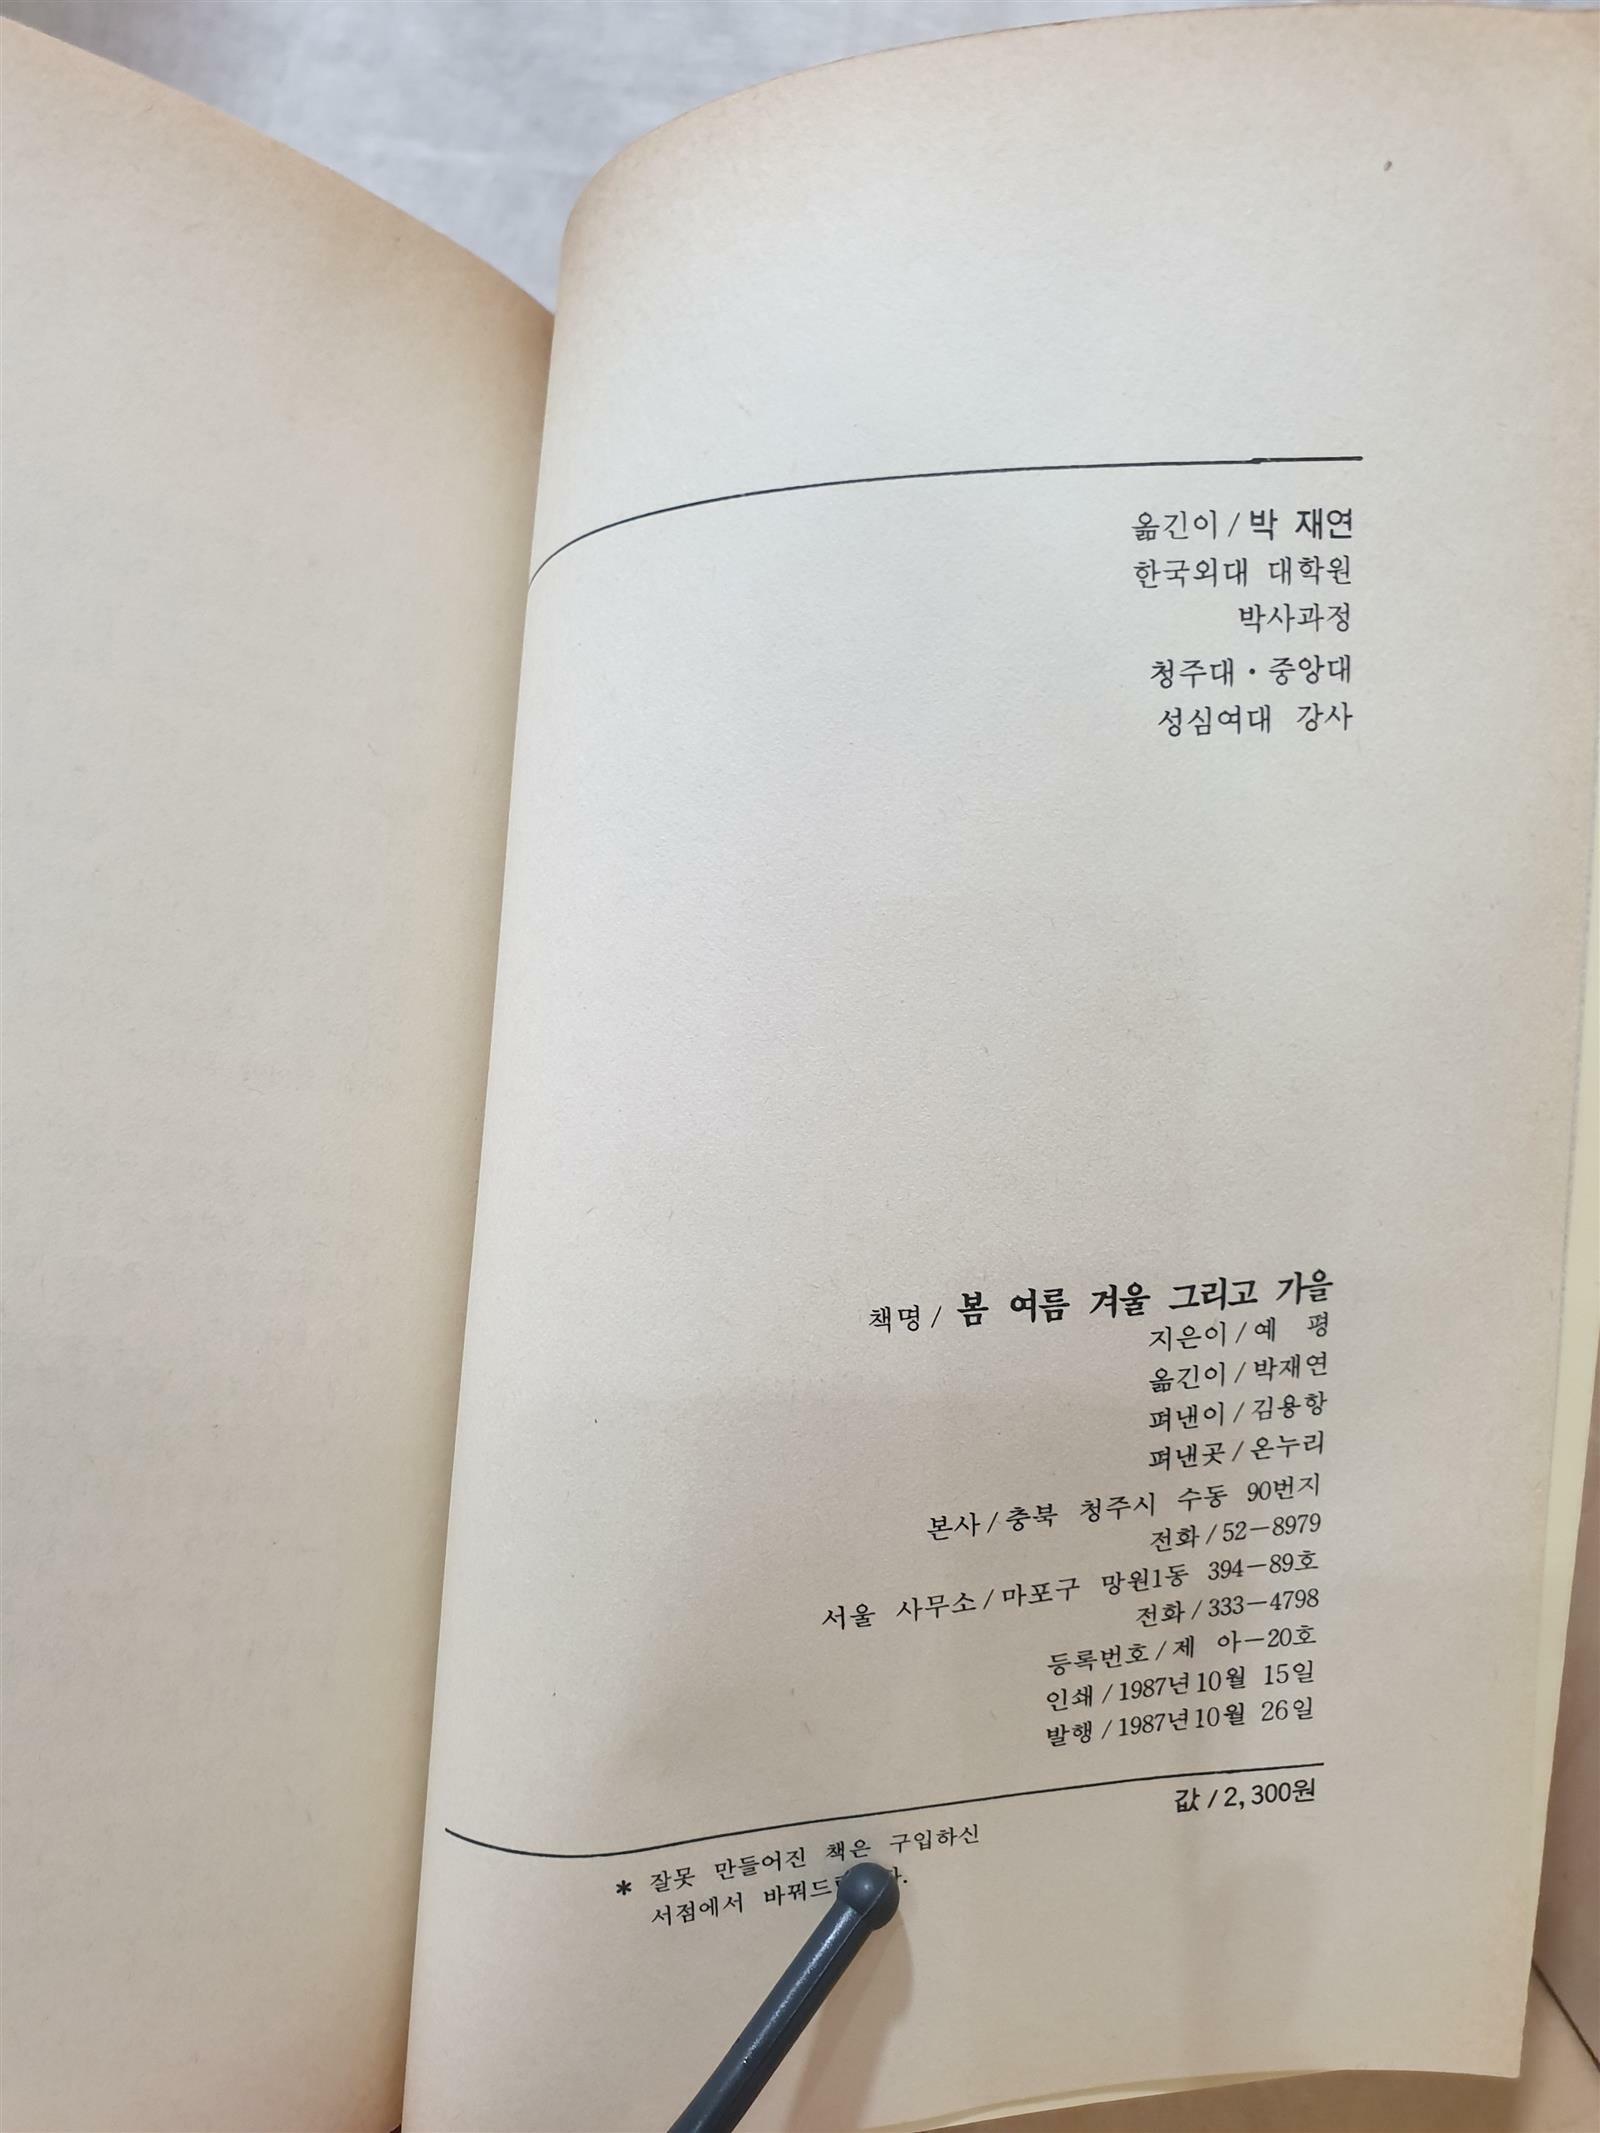 옮긴이/박 재연
한국외대 대학원
박사과정
청주대·중앙대
성심여대 강사
책명/봄 여름 겨울 그리고 가을
지은이/예 평
옮긴이/박재연
펴낸이/김용항
펴낸곳/온누리
본사/충북 청주시 수동 90번지
전화/52-8979
서울 사무소/마포구 망원1동 394-89호
전화/333-4798
등록번호/제 아-20호
인쇄/1987년10월 15일
발행/1987년10월 26일
값/2,300원
* 잘못 만들어진 책은 구입하신
서점에서